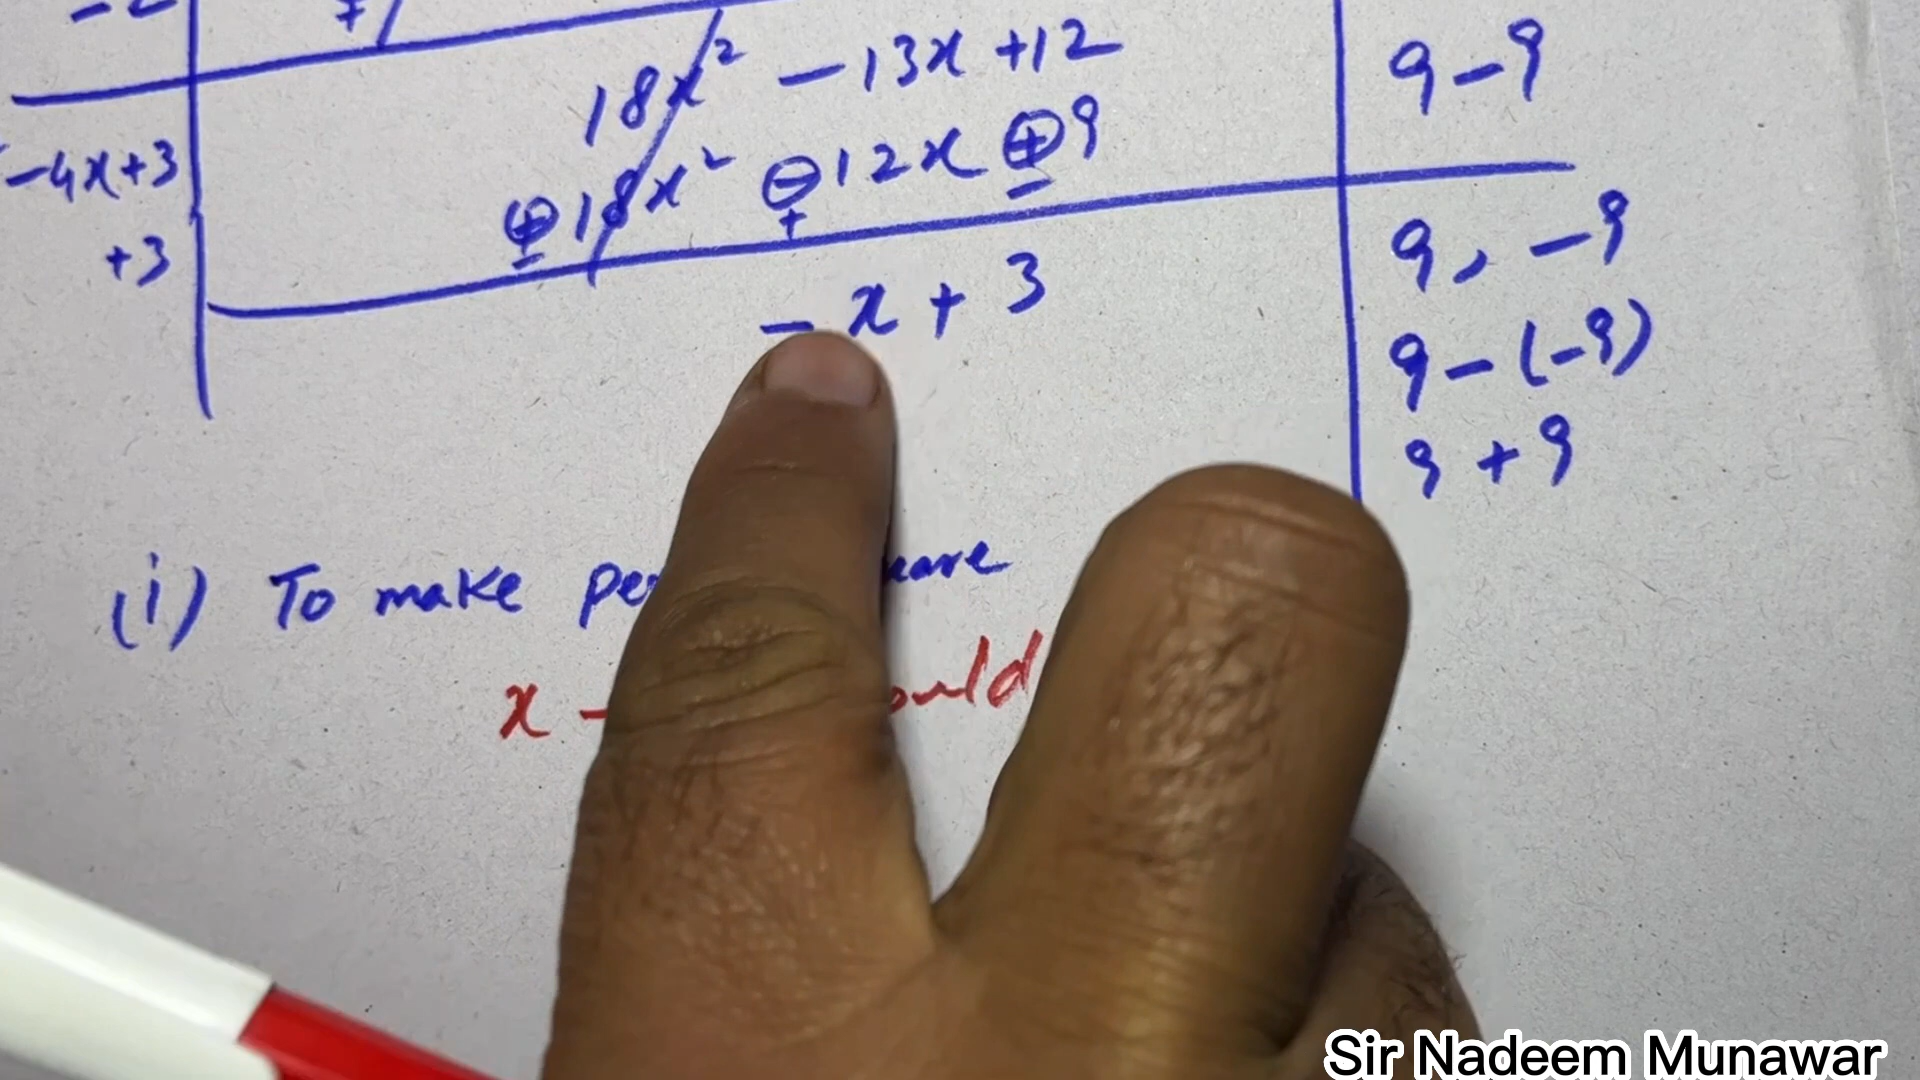 18x² - 13x + 12
-4x+3
⊕18x² ⊖12x ⊕9
- + -
+3
- x + 3
9 - 9
9, -9
9 - (-9)
9 + 9
(i) To make
x -
Sir Nadeem Munawar